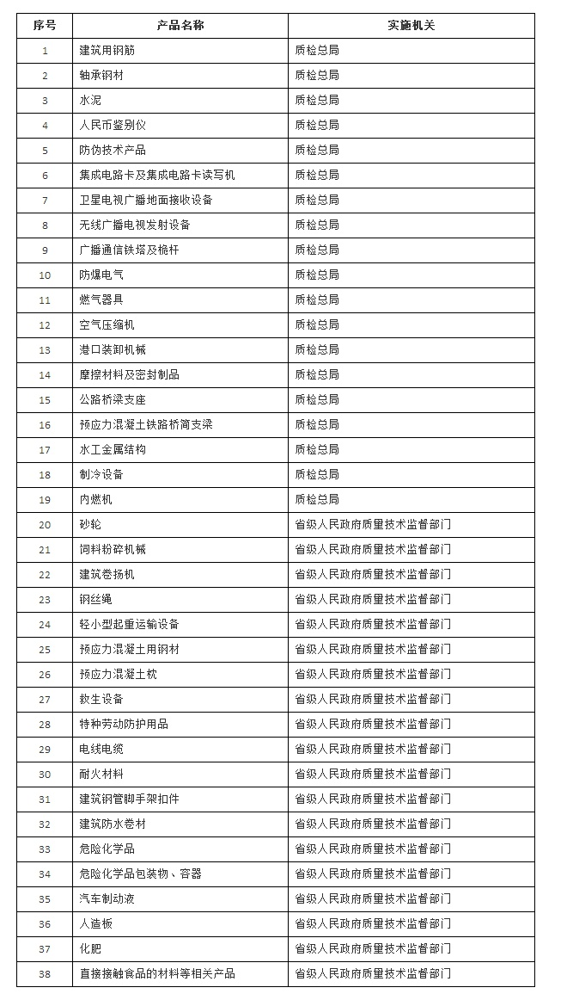 序号 产品名称 实施机关
1 建筑用钢筋 质检总局
2 轴承钢材 质检总局
3 水泥 质检总局
4 人民币鉴别仪 质检总局
5 防伪技术产品 质检总局
6 集成电路卡及集成电路卡读写机 质检总局
7 卫星电视广播地面接收设备 质检总局
8 无线广播电视发射设备 质检总局
9 广播通信铁塔及桅杆 质检总局
10 防爆电气 质检总局
11 燃气器具 质检总局
12 空气压缩机 质检总局
13 港口装卸机械 质检总局
14 摩擦材料及密封制品 质检总局
15 公路桥梁支座 质检总局
16 预应力混凝土铁路桥简支梁 质检总局
17 水工金属结构 质检总局
18 制冷设备 质检总局
19 内燃机 质检总局
20 砂轮 省级人民政府质量技术监督部门
21 饲料粉碎机械 省级人民政府质量技术监督部门
22 建筑卷扬机 省级人民政府质量技术监督部门
23 钢丝绳 省级人民政府质量技术监督部门
24 轻小型起重运输设备 省级人民政府质量技术监督部门
25 预应力混凝土用钢材 省级人民政府质量技术监督部门
26 预应力混凝土枕 省级人民政府质量技术监督部门
27 救生设备 省级人民政府质量技术监督部门
28 特种劳动防护用品 省级人民政府质量技术监督部门
29 电线电缆 省级人民政府质量技术监督部门
30 耐火材料 省级人民政府质量技术监督部门
31 建筑钢管脚手架扣件 省级人民政府质量技术监督部门
32 建筑防水卷材 省级人民政府质量技术监督部门
33 危险化学品 省级人民政府质量技术监督部门
34 危险化学品包装物、容器 省级人民政府质量技术监督部门
35 汽车制动液 省级人民政府质量技术监督部门
36 人造板 省级人民政府质量技术监督部门
37 化肥 省级人民政府质量技术监督部门
38 直接接触食品的材料等相关产品 省级人民政府质量技术监督部门